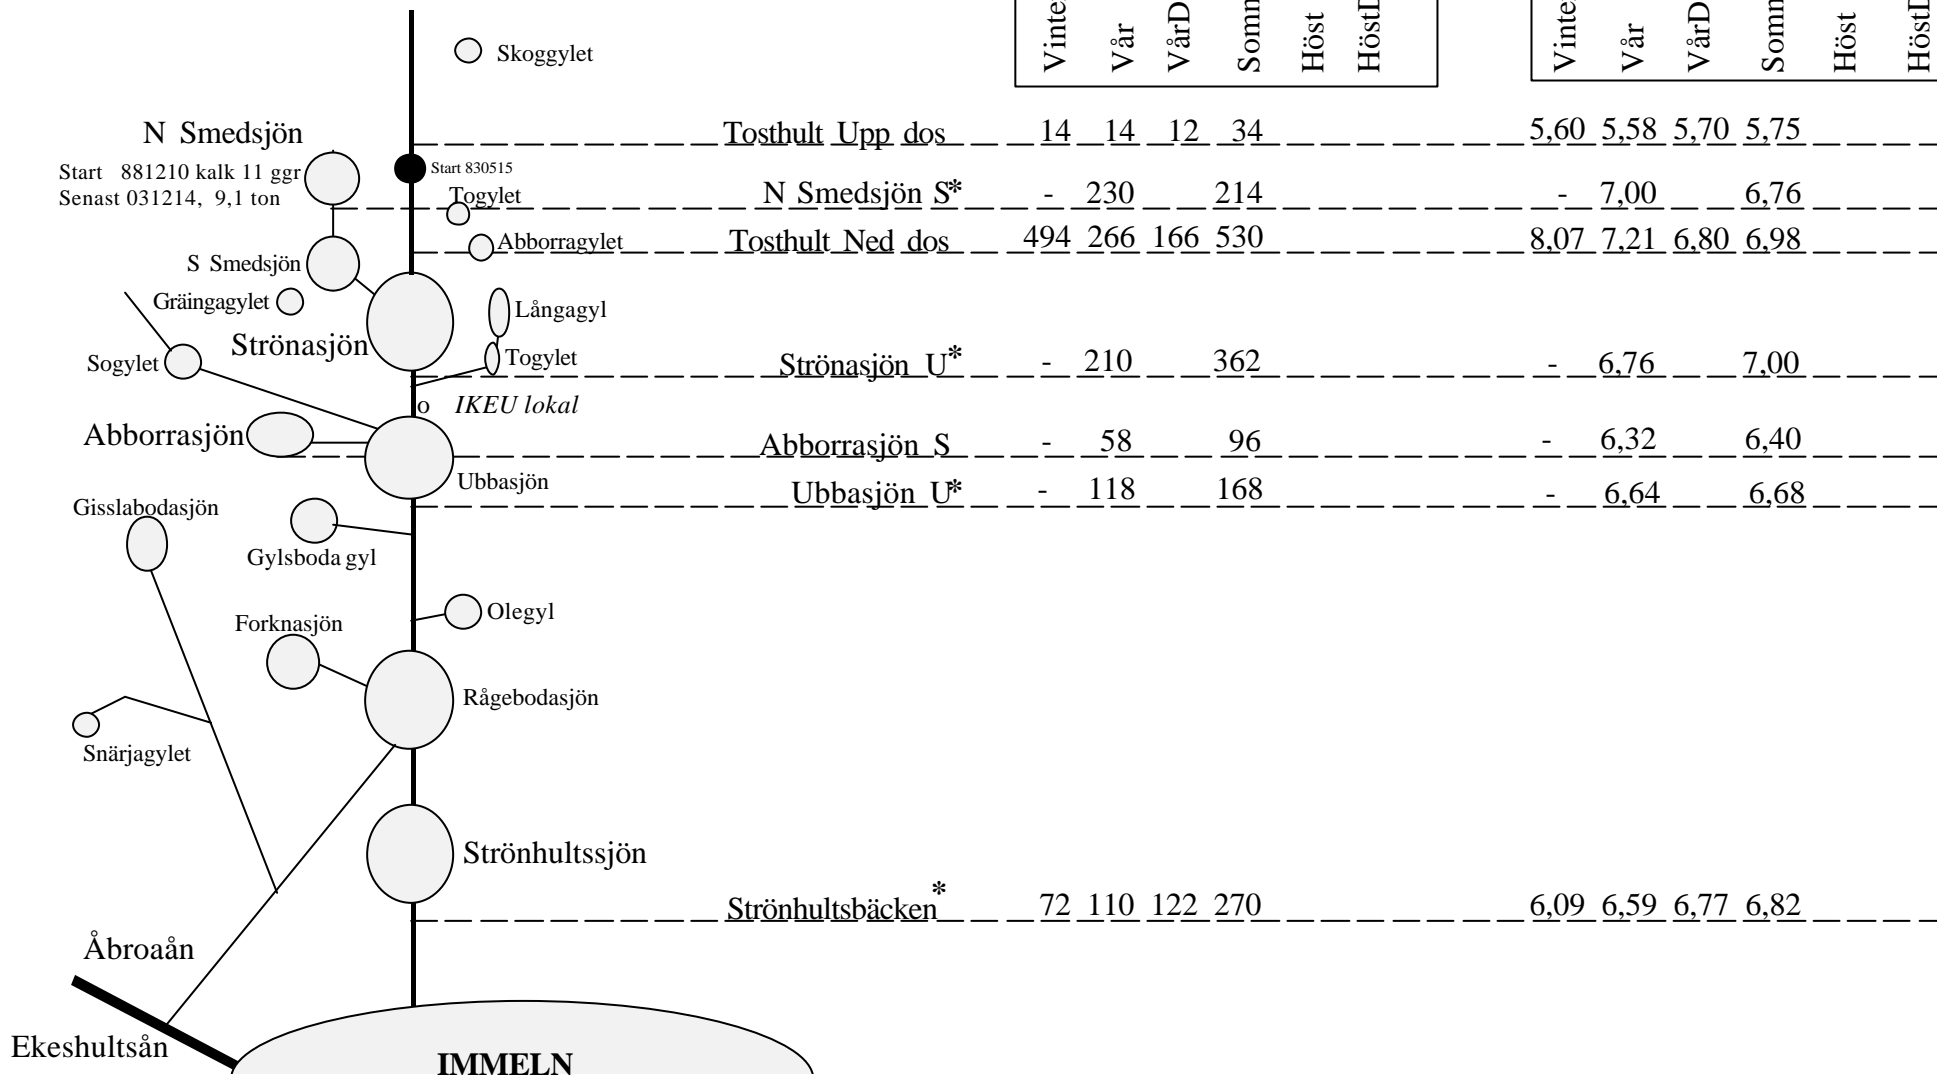 Vår VårD Höst
Vår VårD Höst
Skoggylet
N Smedsjön
Start 881210 kalk 11 ggr
Senast 031214, 9,1 ton
Start 830515
Togylet
Abborragylet
S Smedsjön
Gräingagylet
Strönasjön
Långagyl
Togylet
Sogylet
o IKEU lokal
Abborrasjön
Ubbasjön
Gisslabodasjön
Gylsboda gyl
Olegyl
Forknasjön
Rågebodasjön
Snärjagylet
Strönhultssjön
Åbroaån
Ekeshultsån
IMMELN
Tosthult Upp dos 14 14 12 34 5,60 5,58 5,70 5,75
N Smedsjön S* - 230 214 - 7,00 6,76
Tosthult Ned dos 494 266 166 530 8,07 7,21 6,80 6,98
Strönasjön U* - 210 362 - 6,76 7,00
Abborrasjön S - 58 96 - 6,32 6,40
Ubbasjön U* - 118 168 - 6,64 6,68
Strönhultsbäcken* 72 110 122 270 6,09 6,59 6,77 6,82